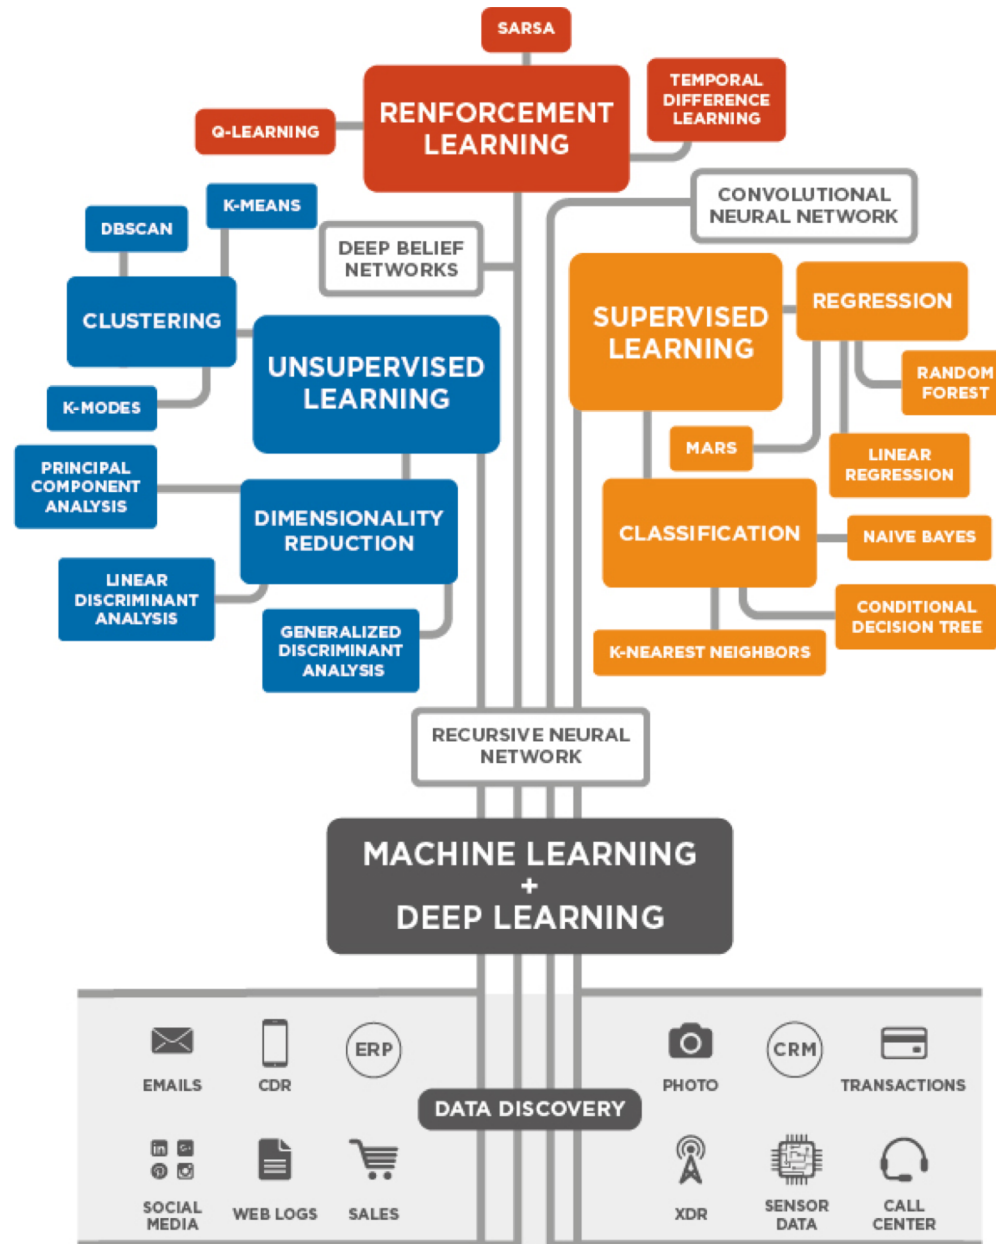 SARSA
RENFORCEMENT
LEARNING
TEMPORAL
DIFFERENCE
LEARNING
Q-LEARNING
CONVOLUTIONAL
NEURAL NETWORK
K-MEANS
DBSCAN
DEEP BELIEF
NETWORKS
CLUSTERING
UNSUPERVISED
LEARNING
SUPERVISED
LEARNING
REGRESSION
RANDOM
FOREST
K-MODES
MARS
LINEAR
REGRESSION
PRINCIPAL
COMPONENT
ANALYSIS
DIMENSIONALITY
REDUCTION
CLASSIFICATION
NAIVE BAYES
LINEAR
DISCRIMINANT
ANALYSIS
GENERALIZED
DISCRIMINANT
ANALYSIS
CONDITIONAL
DECISION TREE
K-NEAREST NEIGHBORS
RECURSIVE NEURAL
NETWORK
MACHINE LEARNING
+
DEEP LEARNING
EMAILS
CDR
ERP
PHOTO
CRM
TRANSACTIONS
DATA DISCOVERY
SOCIAL
MEDIA
WEB LOGS
SALES
XDR
SENSOR
DATA
CALL
CENTER